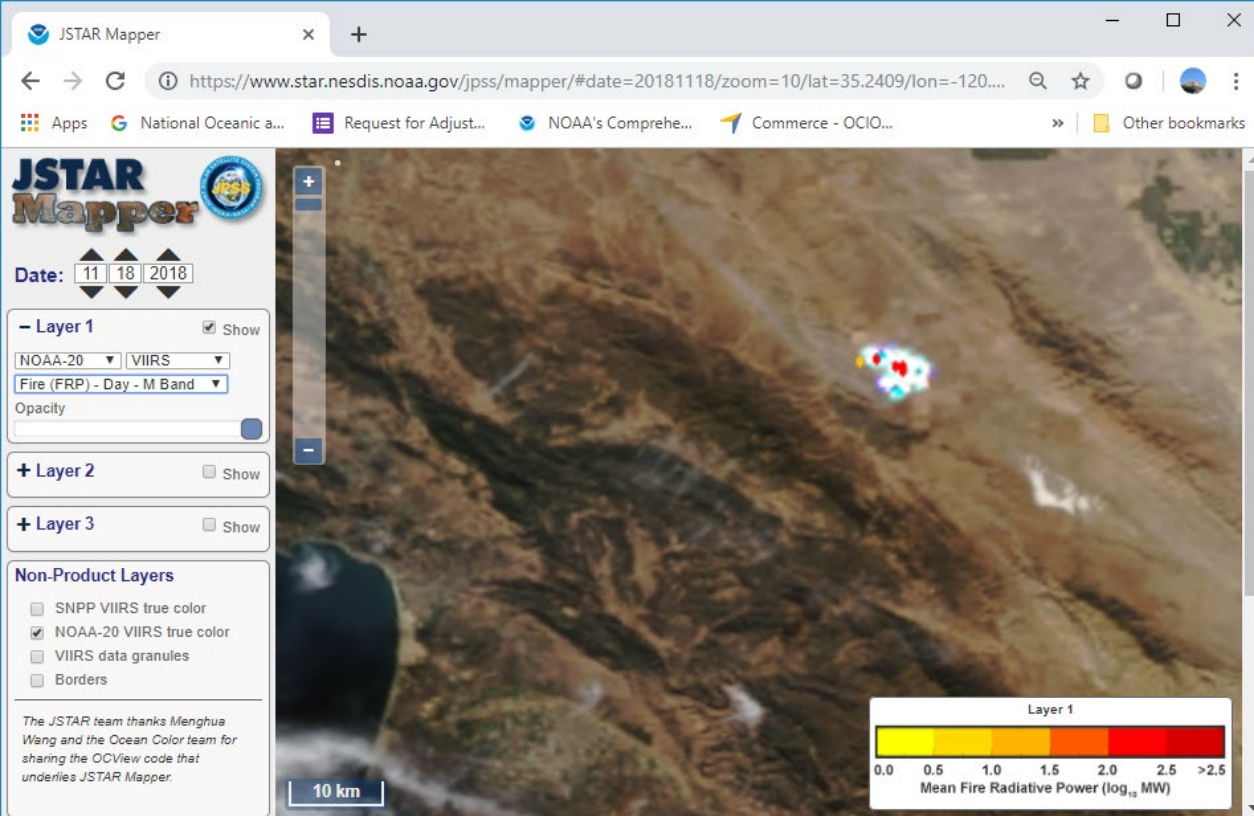 JSTAR Mapper
https://www.star.nesdis.noaa.gov/jpss/mapper/#date=20181118/zoom=10/lat=35.2409/lon=-120....
Apps National Oceanic a... Request for Adjust... NOAA's Comprehe... Commerce - OCIO... » Other bookmarks
JSTAR
Mapper
JPSS
Date: 11 18 2018
− Layer 1 Show
NOAA-20 VIIRS
Fire (FRP) - Day - M Band
Opacity
+ Layer 2 Show
+ Layer 3 Show
Non-Product Layers
SNPP VIIRS true color
NOAA-20 VIIRS true color
VIIRS data granules
Borders
The JSTAR team thanks Menghua
Wang and the Ocean Color team for
sharing the OCView code that
underlies JSTAR Mapper.
+
−
10 km
Layer 1
0.0 0.5 1.0 1.5 2.0 2.5 >2.5
Mean Fire Radiative Power (log₁₀ MW)